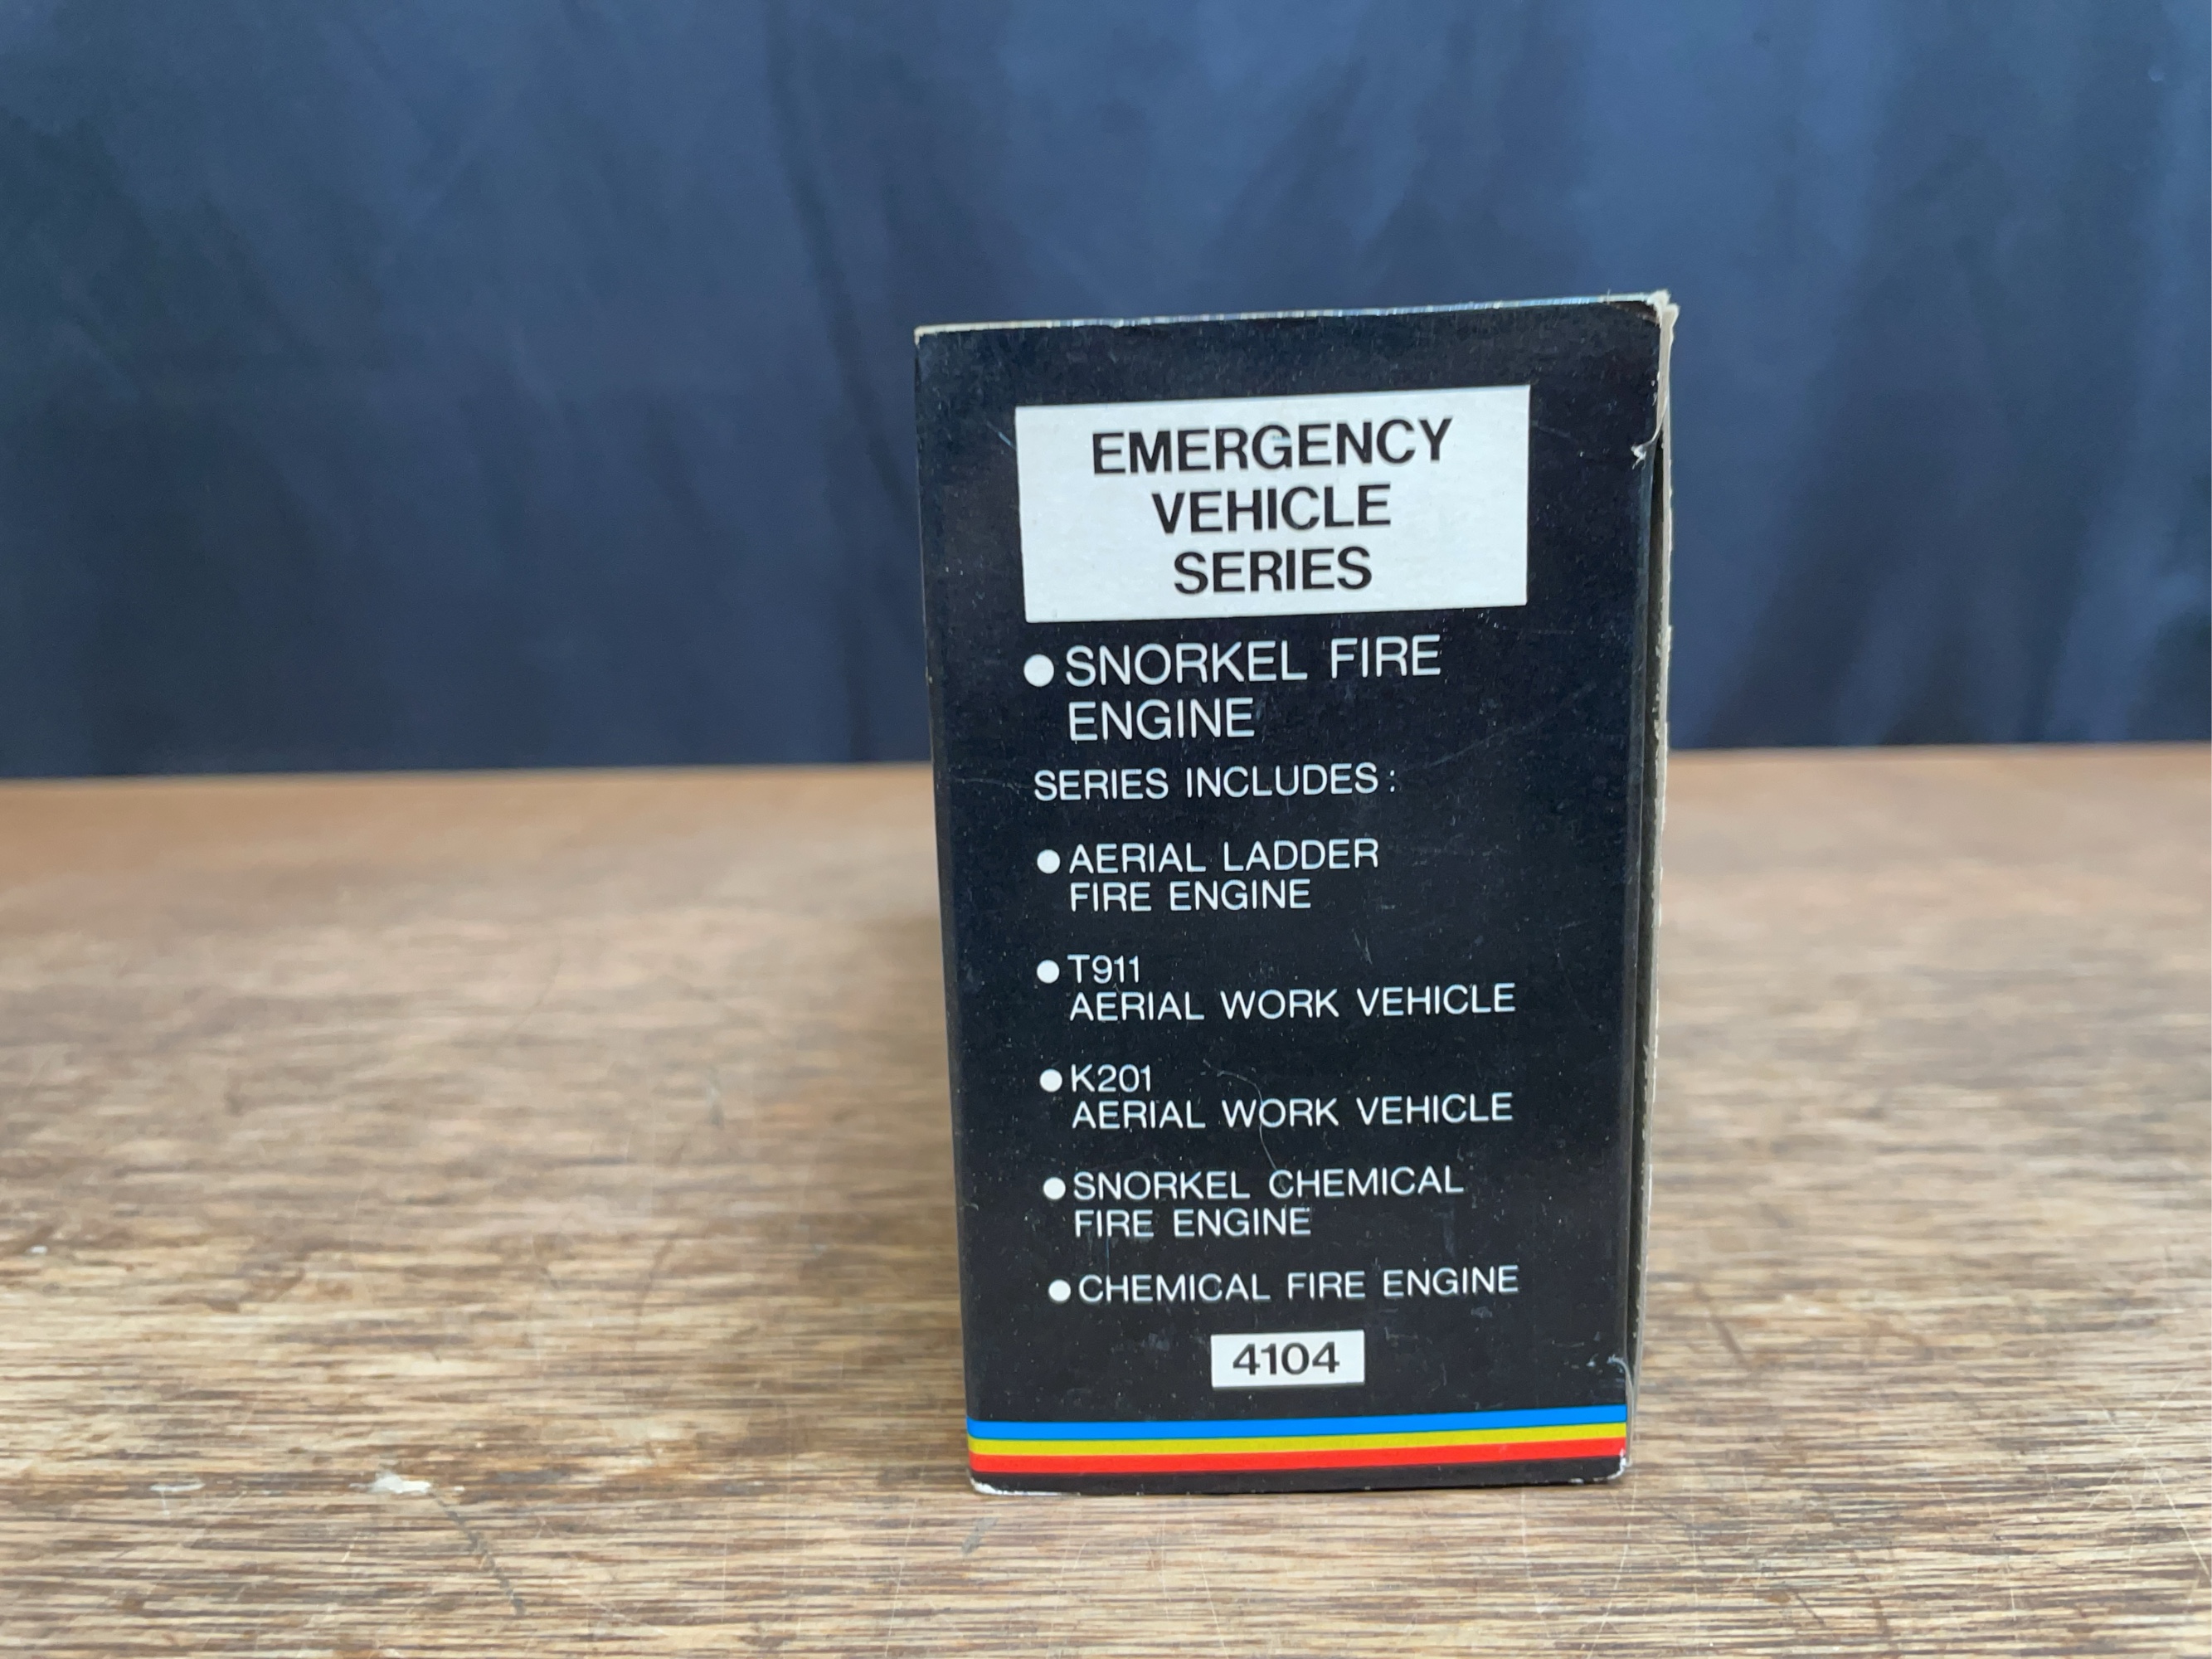 EMERGENCY
VEHICLE
SERIES
● SNORKEL FIRE
ENGINE
SERIES INCLUDES:
● AERIAL LADDER
FIRE ENGINE
● T911
AERIAL WORK VEHICLE
● K201
AERIAL WORK VEHICLE
● SNORKEL CHEMICAL
FIRE ENGINE
● CHEMICAL FIRE ENGINE
4104